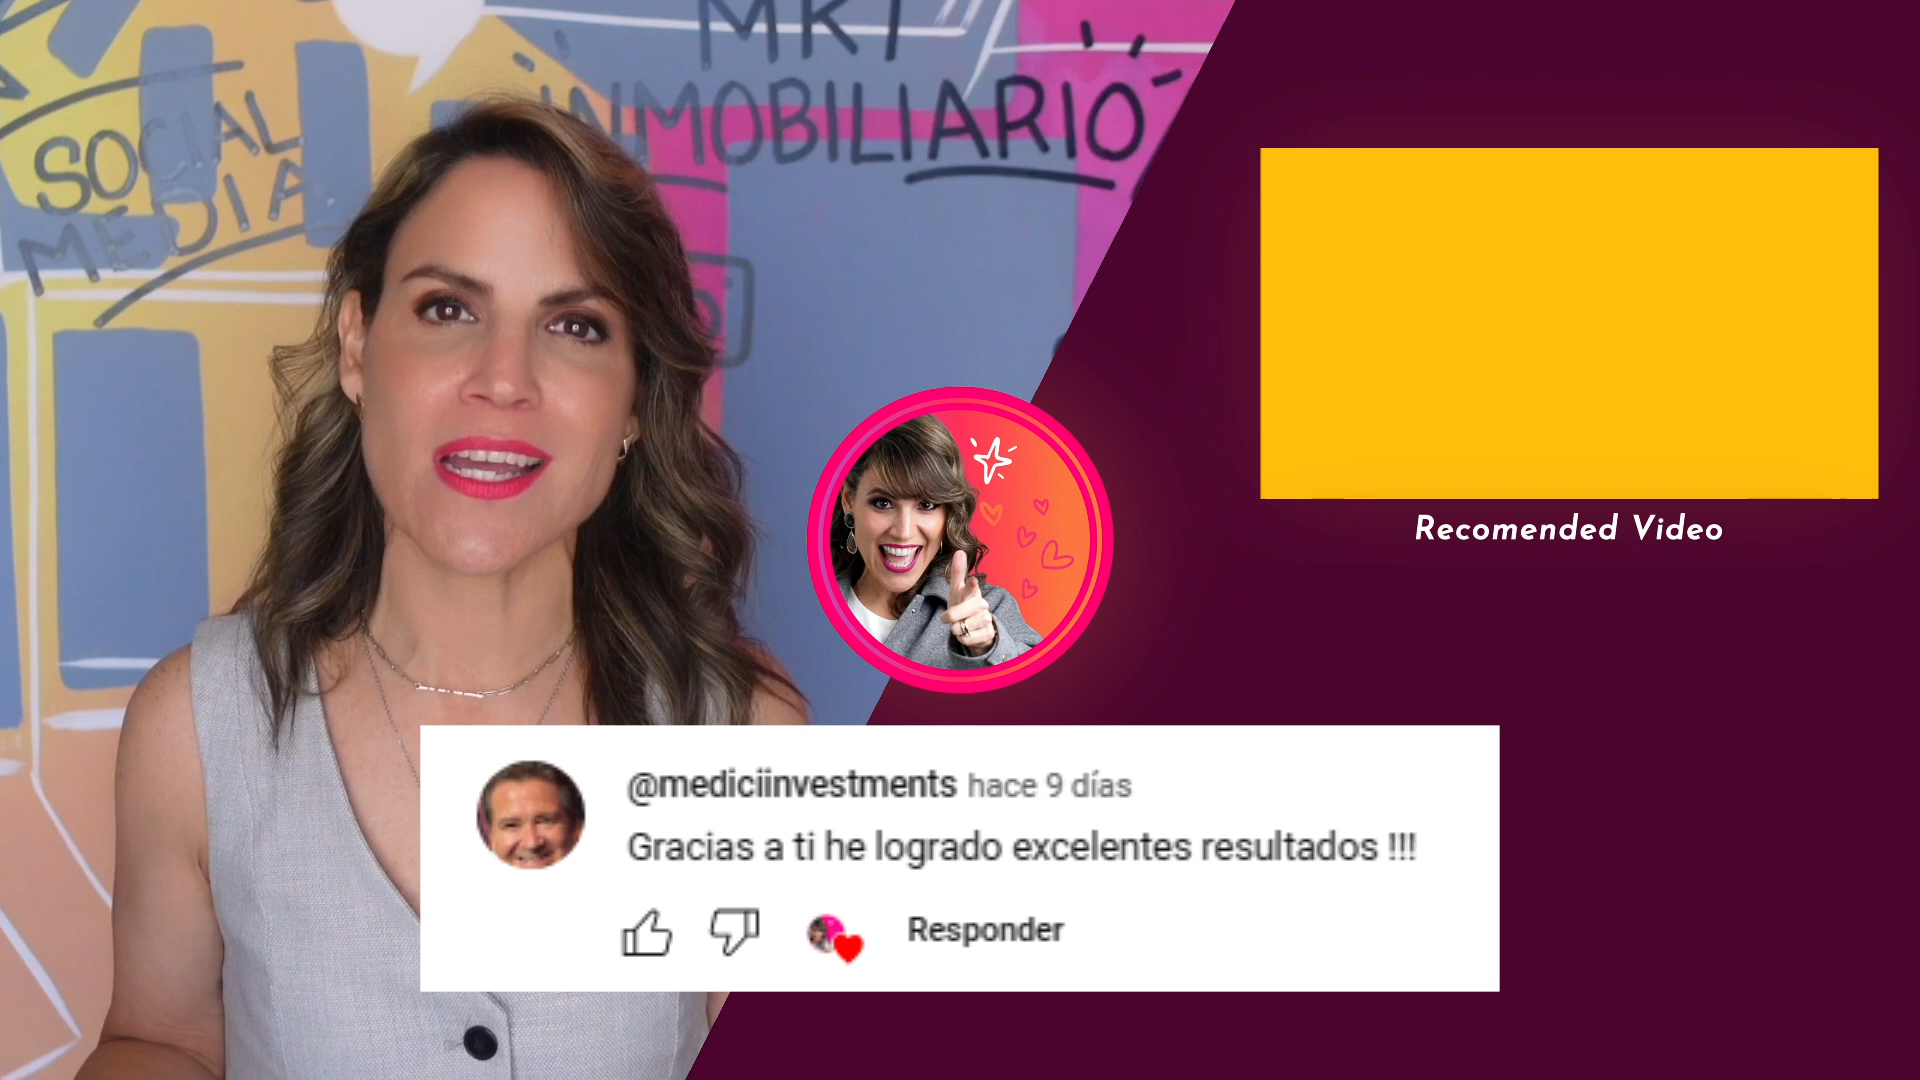 MKT
INMOBILIARIO
SOCIAL
MEDIA
Recomended Video
@mediciinvestments hace 9 días
Gracias a ti he logrado excelentes resultados !!!
Responder